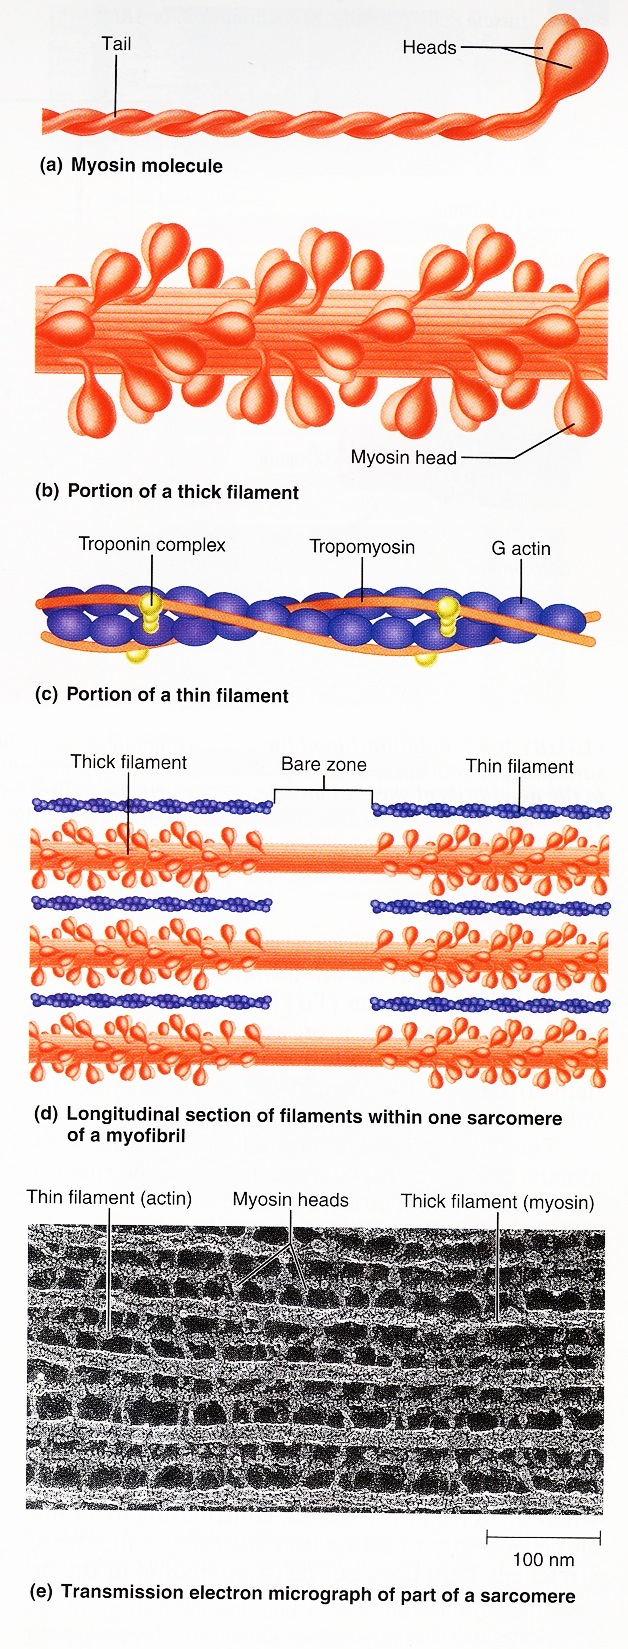 Tail
Heads
(a) Myosin molecule
Myosin head
(b) Portion of a thick filament
Troponin complex
Tropomyosin
G actin
(c) Portion of a thin filament
Thick filament
Bare zone
Thin filament
(d) Longitudinal section of filaments within one sarcomere
of a myofibril
Thin filament (actin)
Myosin heads
Thick filament (myosin)
100 nm
(e) Transmission electron micrograph of part of a sarcomere